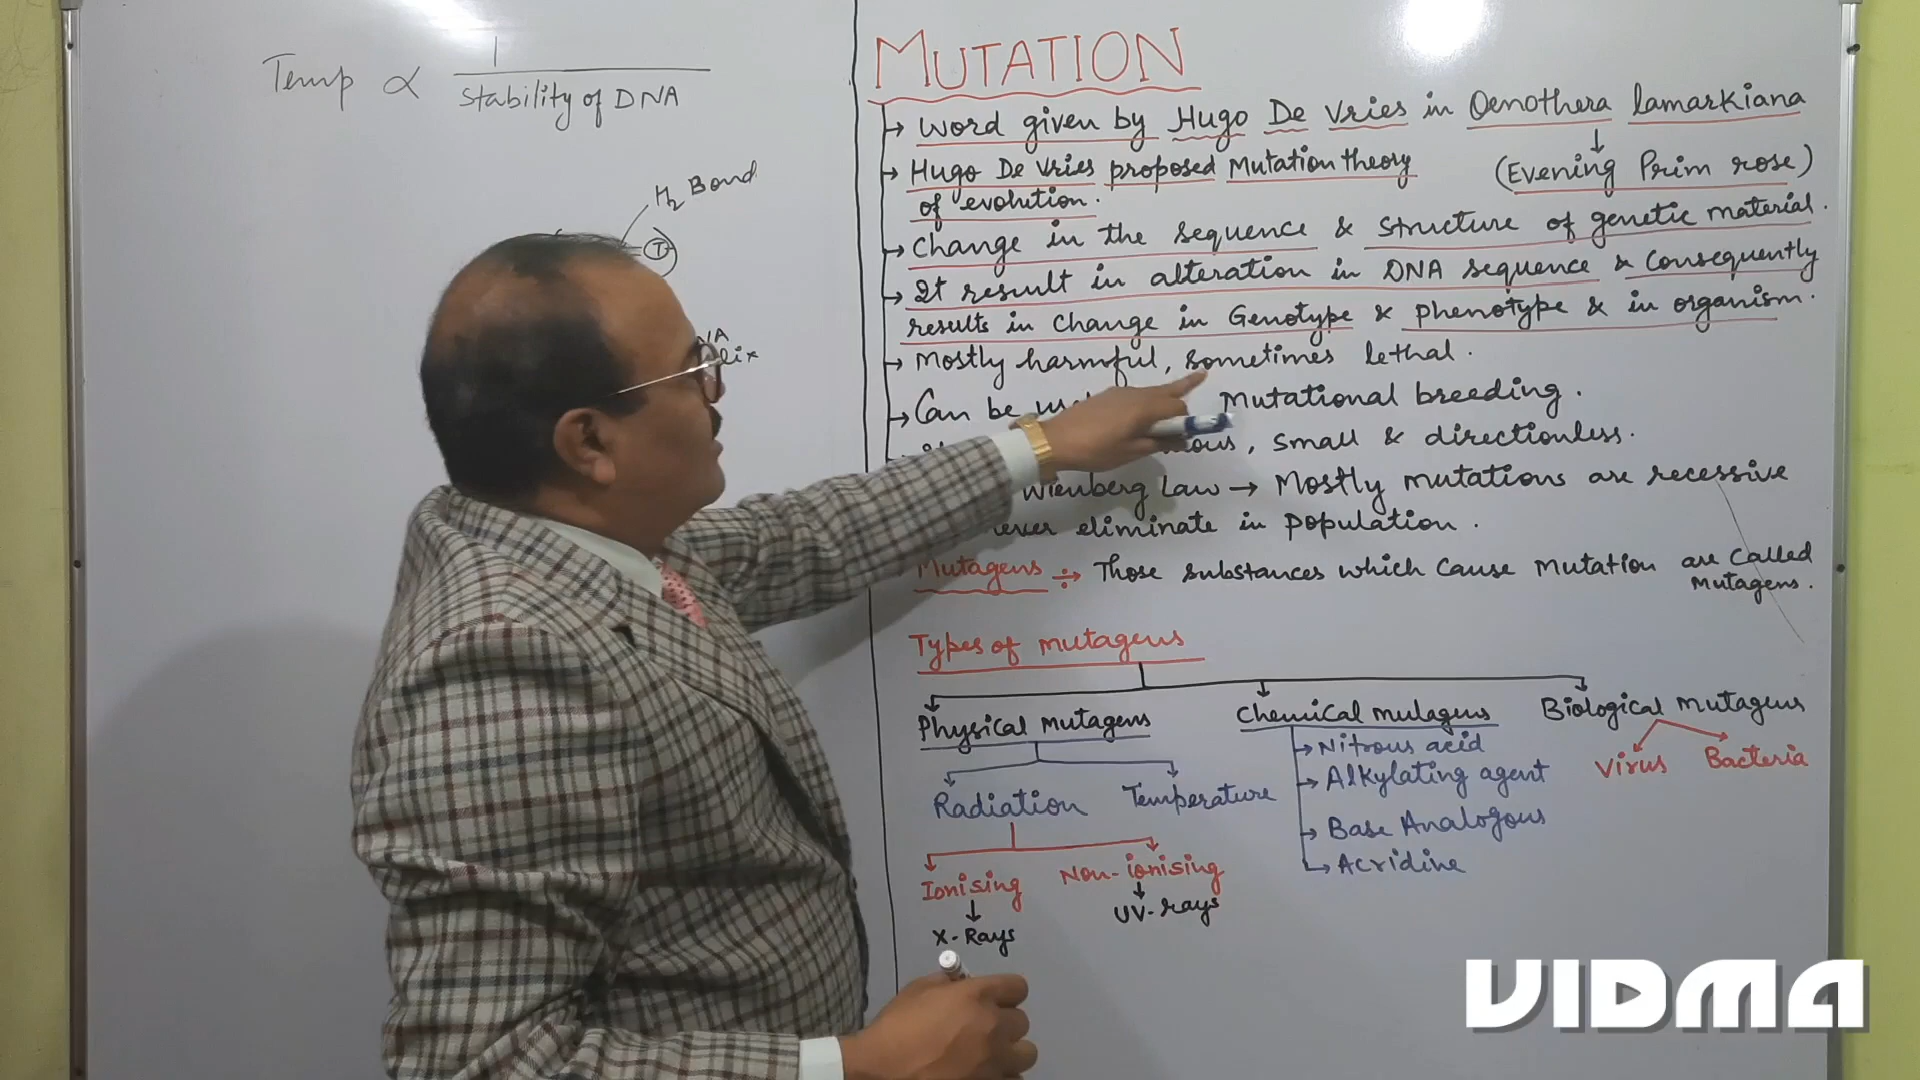 Temp ∝ 1
stability of DNA
H2 Bond
T
MUTATION
→ word given by Hugo De Vries in Oenothera lamarkiana
(Evening Prim rose)
→ Hugo De Vries proposed Mutation theory
of evolution.
→ Change in the sequence & structure of genetic material.
→ It result in alteration in DNA sequence & Consequently
results in change in Genotype & phenotype & in organism.
→ Mostly harmful, sometimes lethal.
→ Can be Mutational breeding.
small & directionless.
Wienberg Law → Mostly mutations are recessive
eliminate in population.
Mutagens ÷→ Those substances which cause mutation are called
Mutagens.
Types of mutagens
Physical mutagens
Radiation
Temperature
Ionising
↓
X-Rays
Non-ionising
↓
UV-rays
Chemical mutagens
→ Nitrous acid
→ Alkylating agent
→ Base Analogous
→ Acridine
Biological Mutagens
Virus
Bacteria
VIDMA